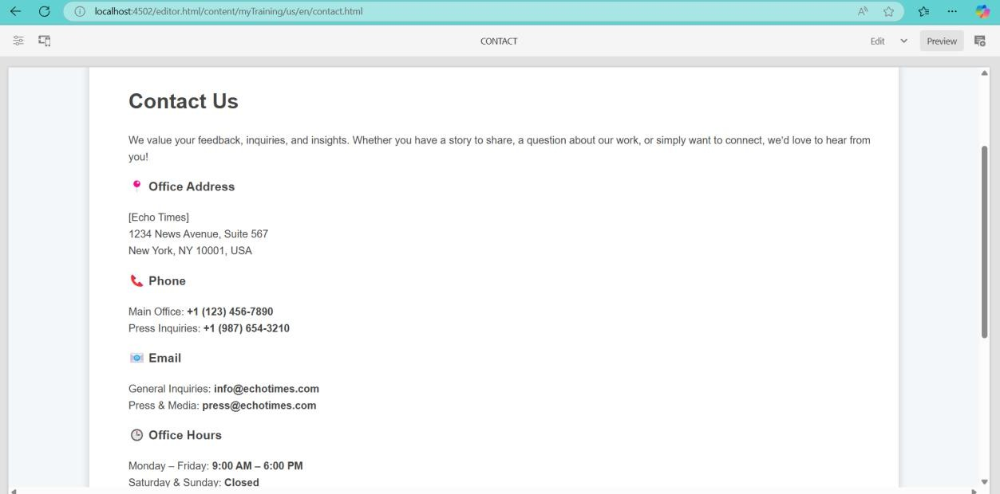 localhost:4502/editor.html/content/myTraining/us/en/contact.html
CONTACT
Edit
Preview
Contact Us
We value your feedback, inquiries, and insights. Whether you have a story to share, a question about our work, or simply want to connect, we'd love to hear from
you!
Office Address
[Echo Times]
1234 News Avenue, Suite 567
New York, NY 10001, USA
Phone
Main Office: +1 (123) 456-7890
Press Inquiries: +1 (987) 654-3210
Email
General Inquiries: info@echotimes.com
Press & Media: press@echotimes.com
Office Hours
Monday – Friday: 9:00 AM – 6:00 PM
Saturday & Sunday: Closed